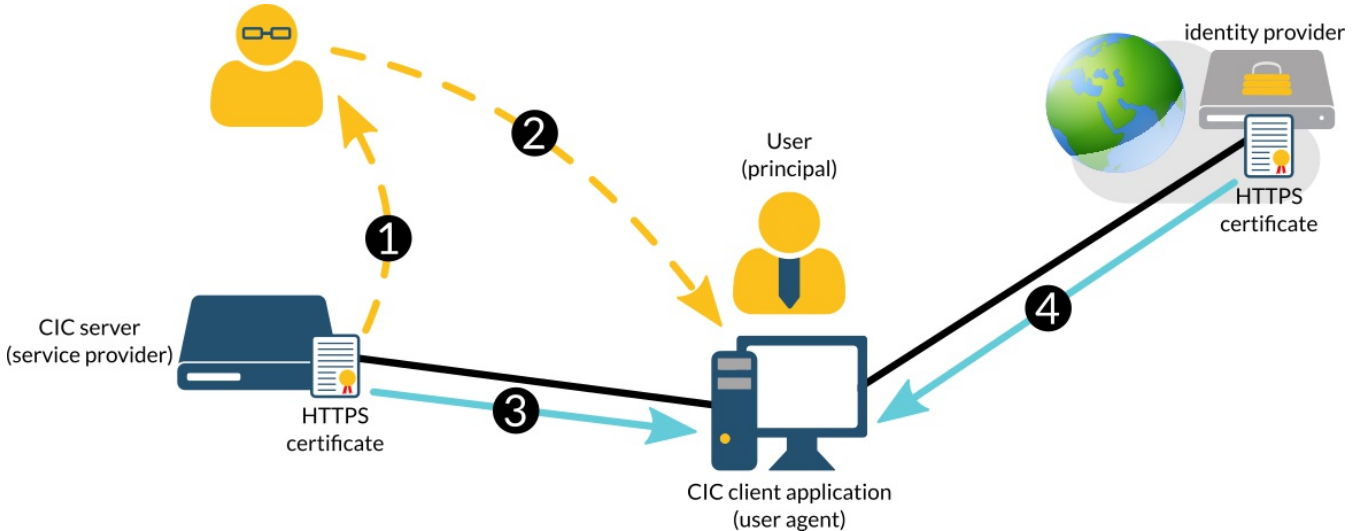 identity provider
2
User
(principal)
HTTPS
certificate
1
4
CIC server
(service provider)
3
HTTPS
certificate
CIC client application
(user agent)